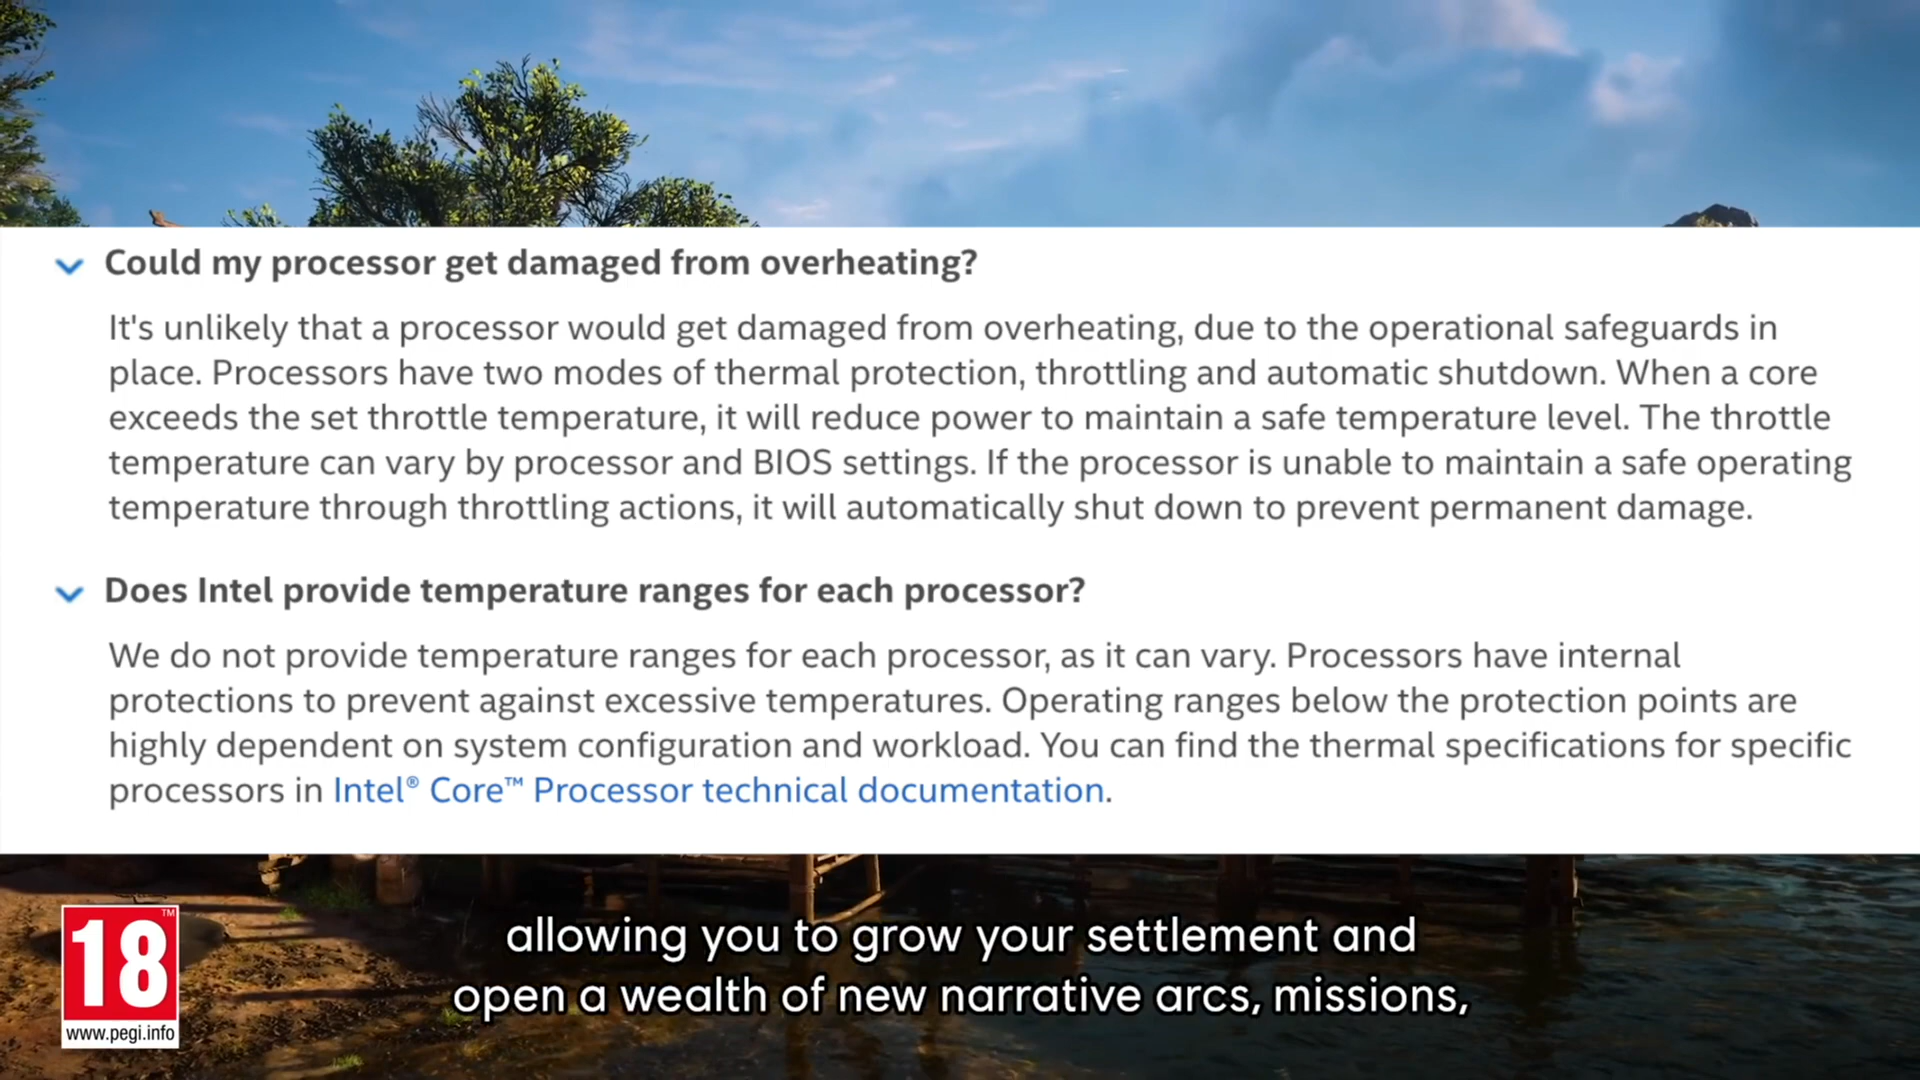 Could my processor get damaged from overheating?
It's unlikely that a processor would get damaged from overheating, due to the operational safeguards in
place. Processors have two modes of thermal protection, throttling and automatic shutdown. When a core
exceeds the set throttle temperature, it will reduce power to maintain a safe temperature level. The throttle
temperature can vary by processor and BIOS settings. If the processor is unable to maintain a safe operating
temperature through throttling actions, it will automatically shut down to prevent permanent damage.
Does Intel provide temperature ranges for each processor?
We do not provide temperature ranges for each processor, as it can vary. Processors have internal
protections to prevent against excessive temperatures. Operating ranges below the protection points are
highly dependent on system configuration and workload. You can find the thermal specifications for specific
processors in Intel® Core™ Processor technical documentation.
18™
www.pegi.info
allowing you to grow your settlement and
open a wealth of new narrative arcs, missions,